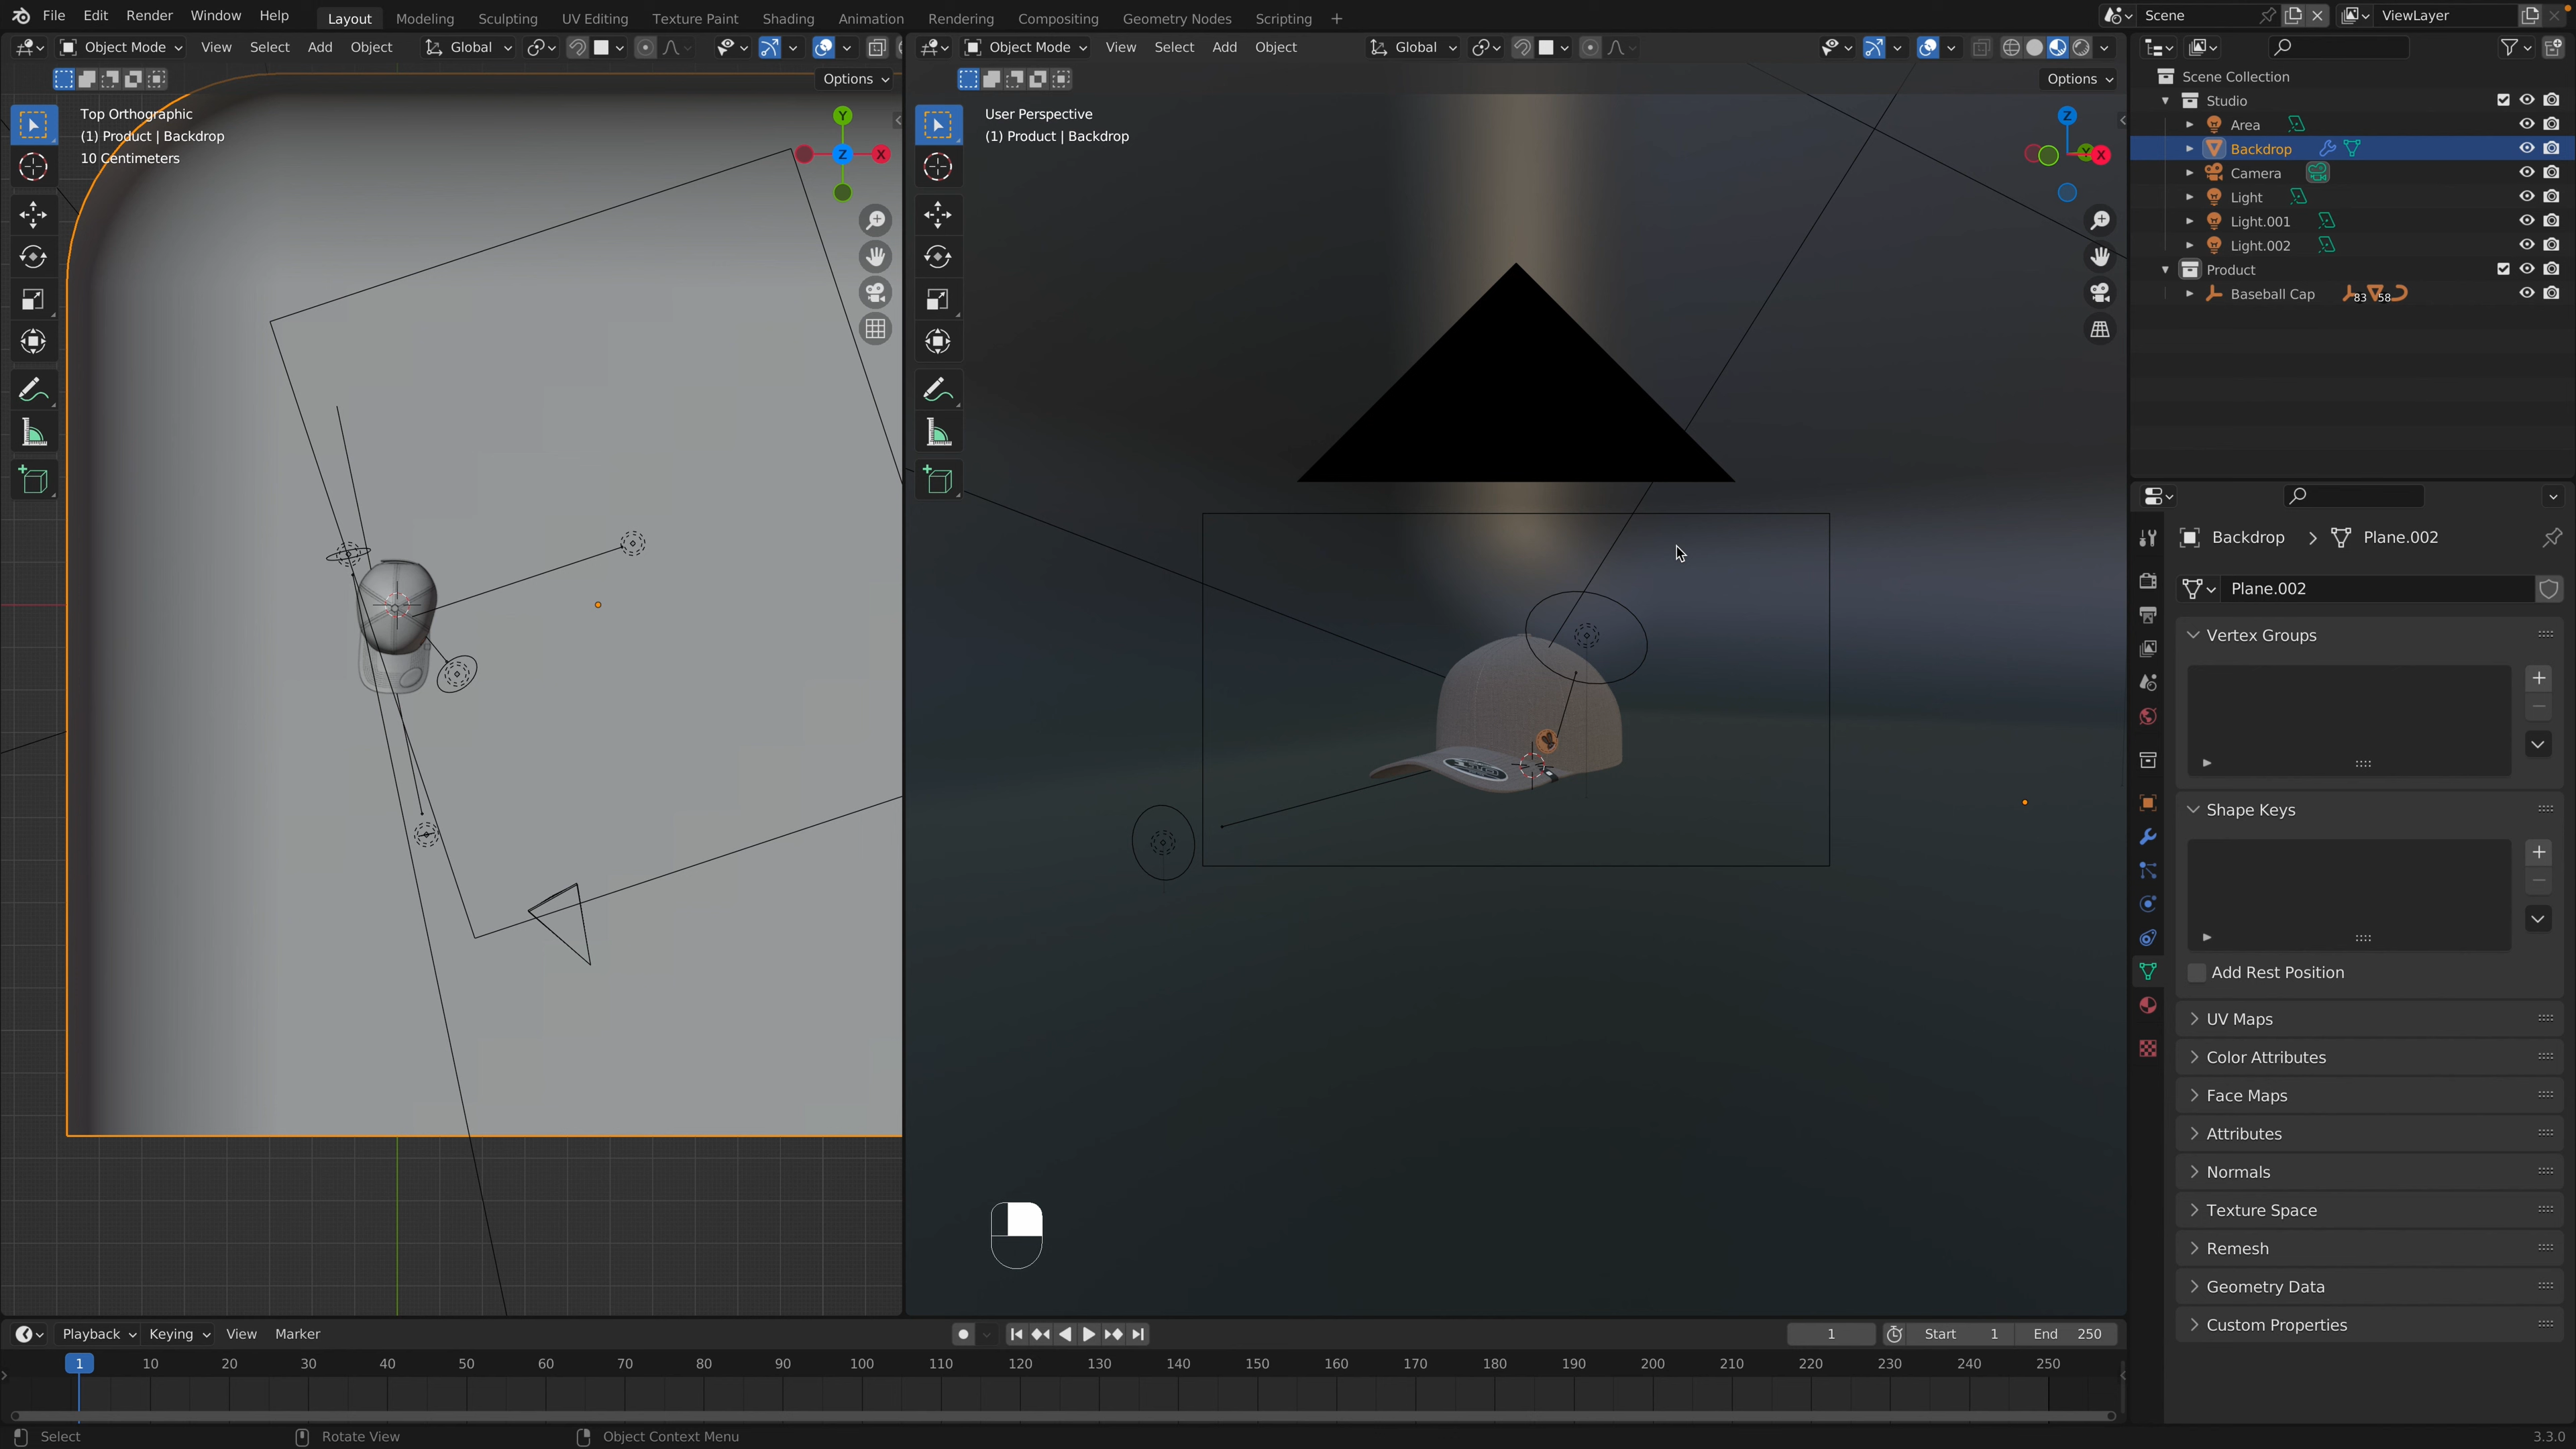 File Edit Render Window Help Layout Modeling Sculpting UV Editing Texture Paint Shading Animation Rendering Compositing Geometry Nodes Scripting + Scene ViewLayer
Object Mode View Select Add Object Global
Options
Top Orthographic
(1) Product | Backdrop
10 Centimeters
Y
Z
X
Object Mode View Select Add Object Global
Options
User Perspective
(1) Product | Backdrop
Z
Y
X
Scene Collection
Studio
Area
Backdrop
Camera
Light
Light.001
Light.002
Product
Baseball Cap 83 58
Backdrop > Plane.002
Plane.002
Vertex Groups
Shape Keys
Add Rest Position
UV Maps
Color Attributes
Face Maps
Attributes
Normals
Texture Space
Remesh
Geometry Data
Custom Properties
Playback Keying View Marker 1 Start 1 End 250
1 10 20 30 40 50 60 70 80 90 100 110 120 130 140 150 160 170 180 190 200 210 220 230 240 250
Select Rotate View Object Context Menu 3.3.0